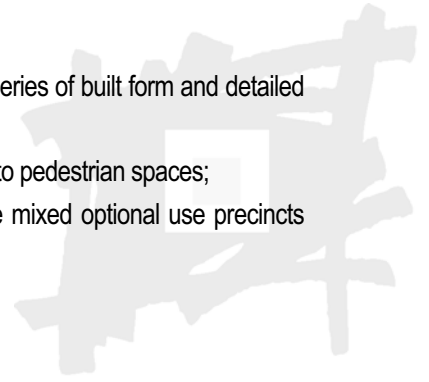 eries of built form and detailed
to pedestrian spaces;
e mixed optional use precincts